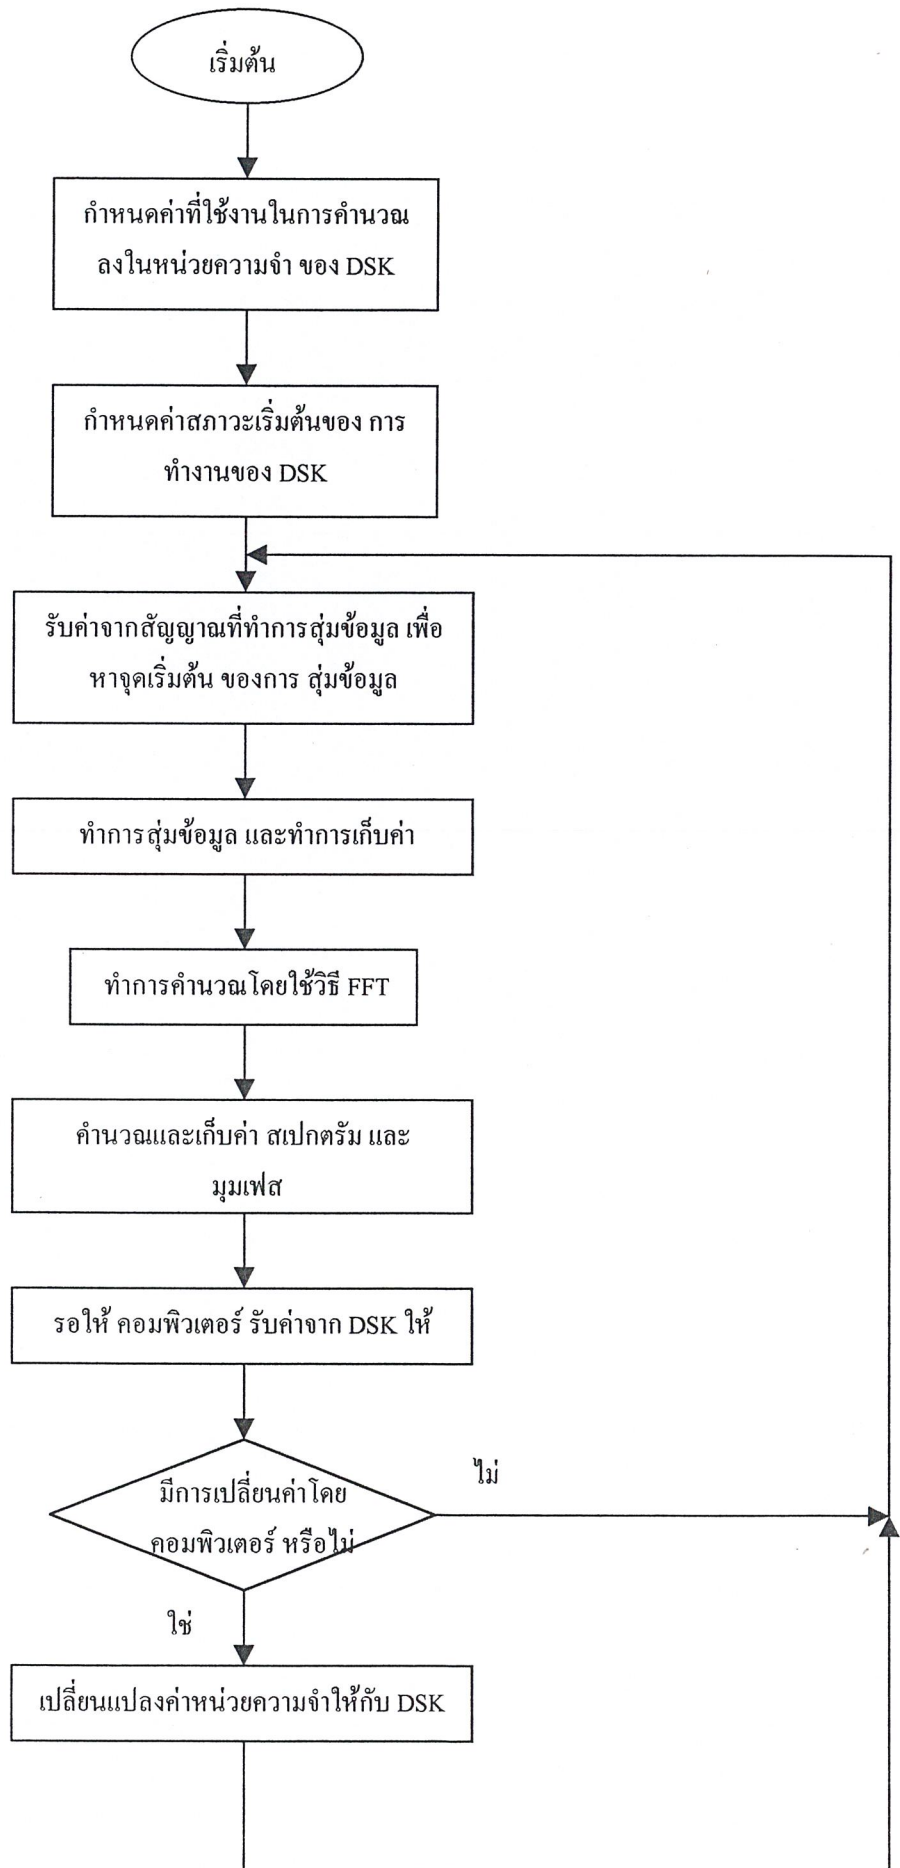 เริ่มต้น
กำหนดค่าที่ใช้งานในการคำนวณ
ลงในหน่วยความจำ ของ DSK
กำหนดค่าสภาวะเริ่มต้นของ การ
ทำงานของ DSK
รับค่าจากสัญญาณที่ทำการสุ่มข้อมูล เพื่อ
หาจุดเริ่มต้น ของการ สุ่มข้อมูล
ทำการสุ่มข้อมูล และทำการเก็บค่า
ทำการคำนวณโดยใช้วิธี FFT
คำนวณและเก็บค่า สเปกตรัม และ
มุมเฟส
รอให้ คอมพิวเตอร์ รับค่าจาก DSK ให้
ไม่
มีการเปลี่ยนค่าโดย
คอมพิวเตอร์ หรือไม่
ใช่
เปลี่ยนแปลงค่าหน่วยความจำให้กับ DSK